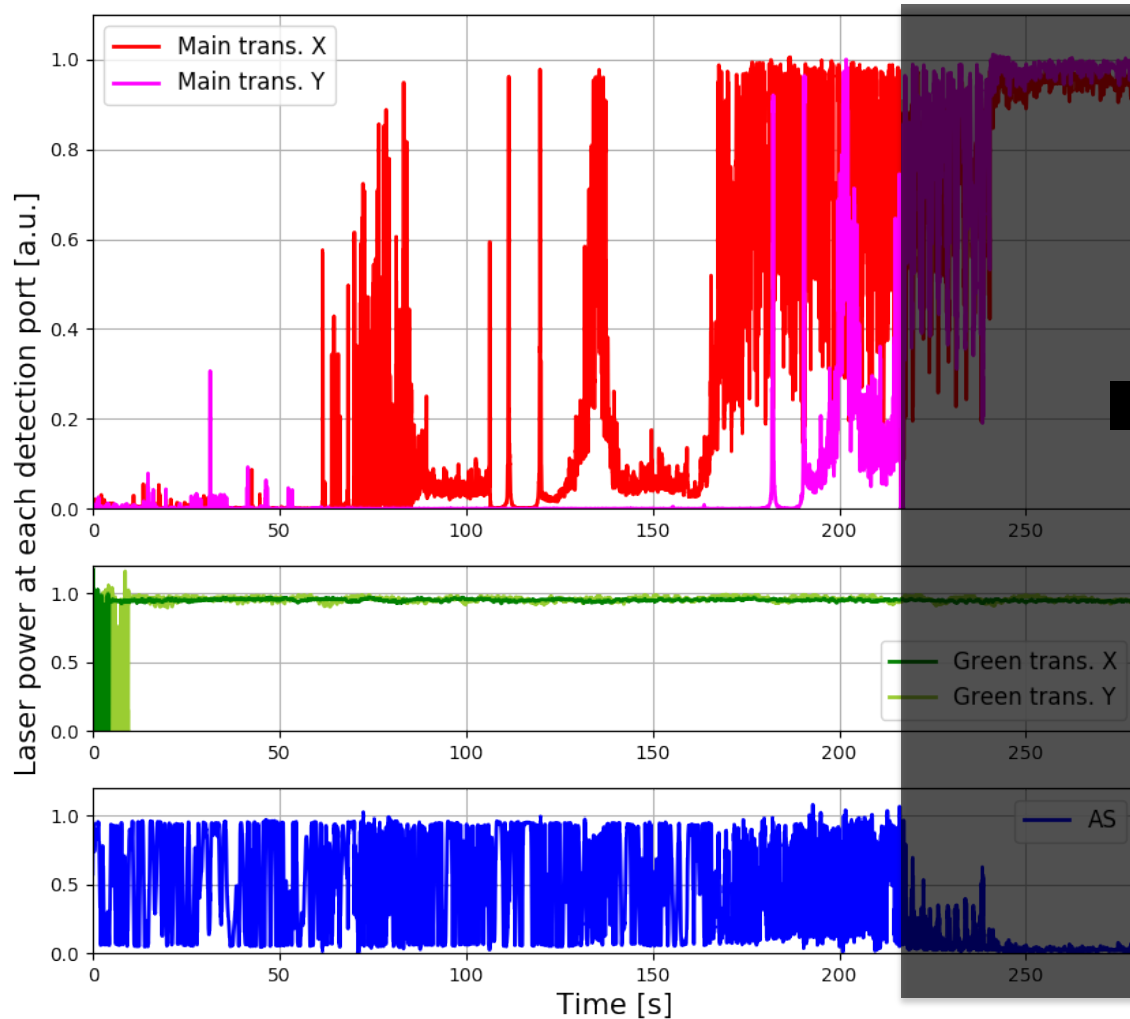 Laser power at each detection port [a.u.]
Main trans. X
Main trans. Y
1.0
0.8
0.6
0.4
0.2
0.0
0 50 100 150 200 250
1.0
0.5
0.0
Green trans. X
Green trans. Y
0 50 100 150 200 250
1.0
0.5
0.0
AS
0 50 100 150 200 250
Time [s]